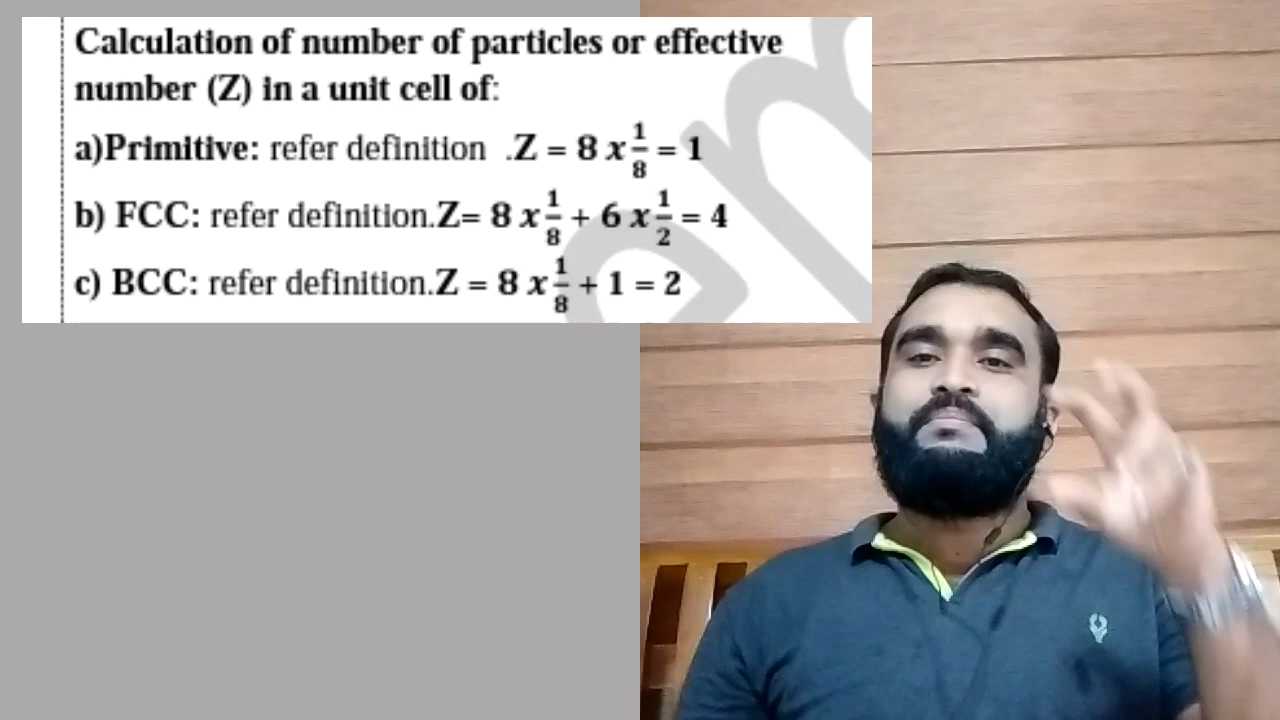 Calculation of number of particles or effective
number (Z) in a unit cell of:
a)Primitive: refer definition .Z = 8 x 1/8 = 1
b) FCC: refer definition.Z= 8 x 1/8 + 6 x 1/2 = 4
c) BCC: refer definition.Z = 8 x 1/8 + 1 = 2